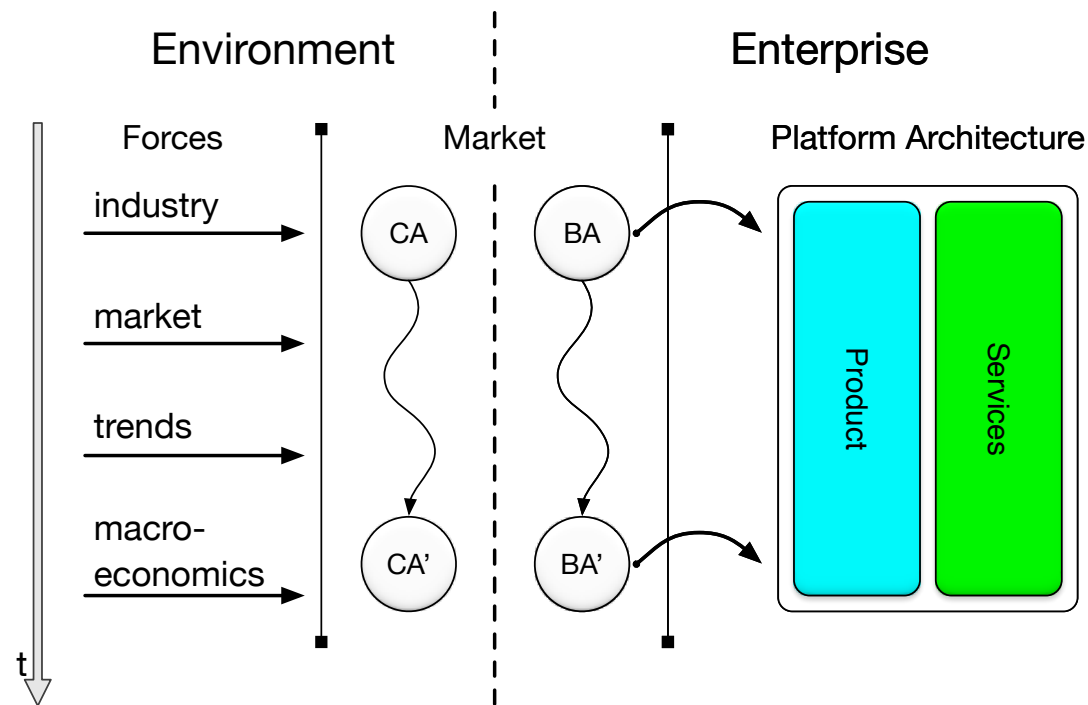 Environment
Enterprise
Forces
Market
Platform Architecture
industry
CA
BA
market
Product
Services
trends
macro-
economics
CA'
BA'
t